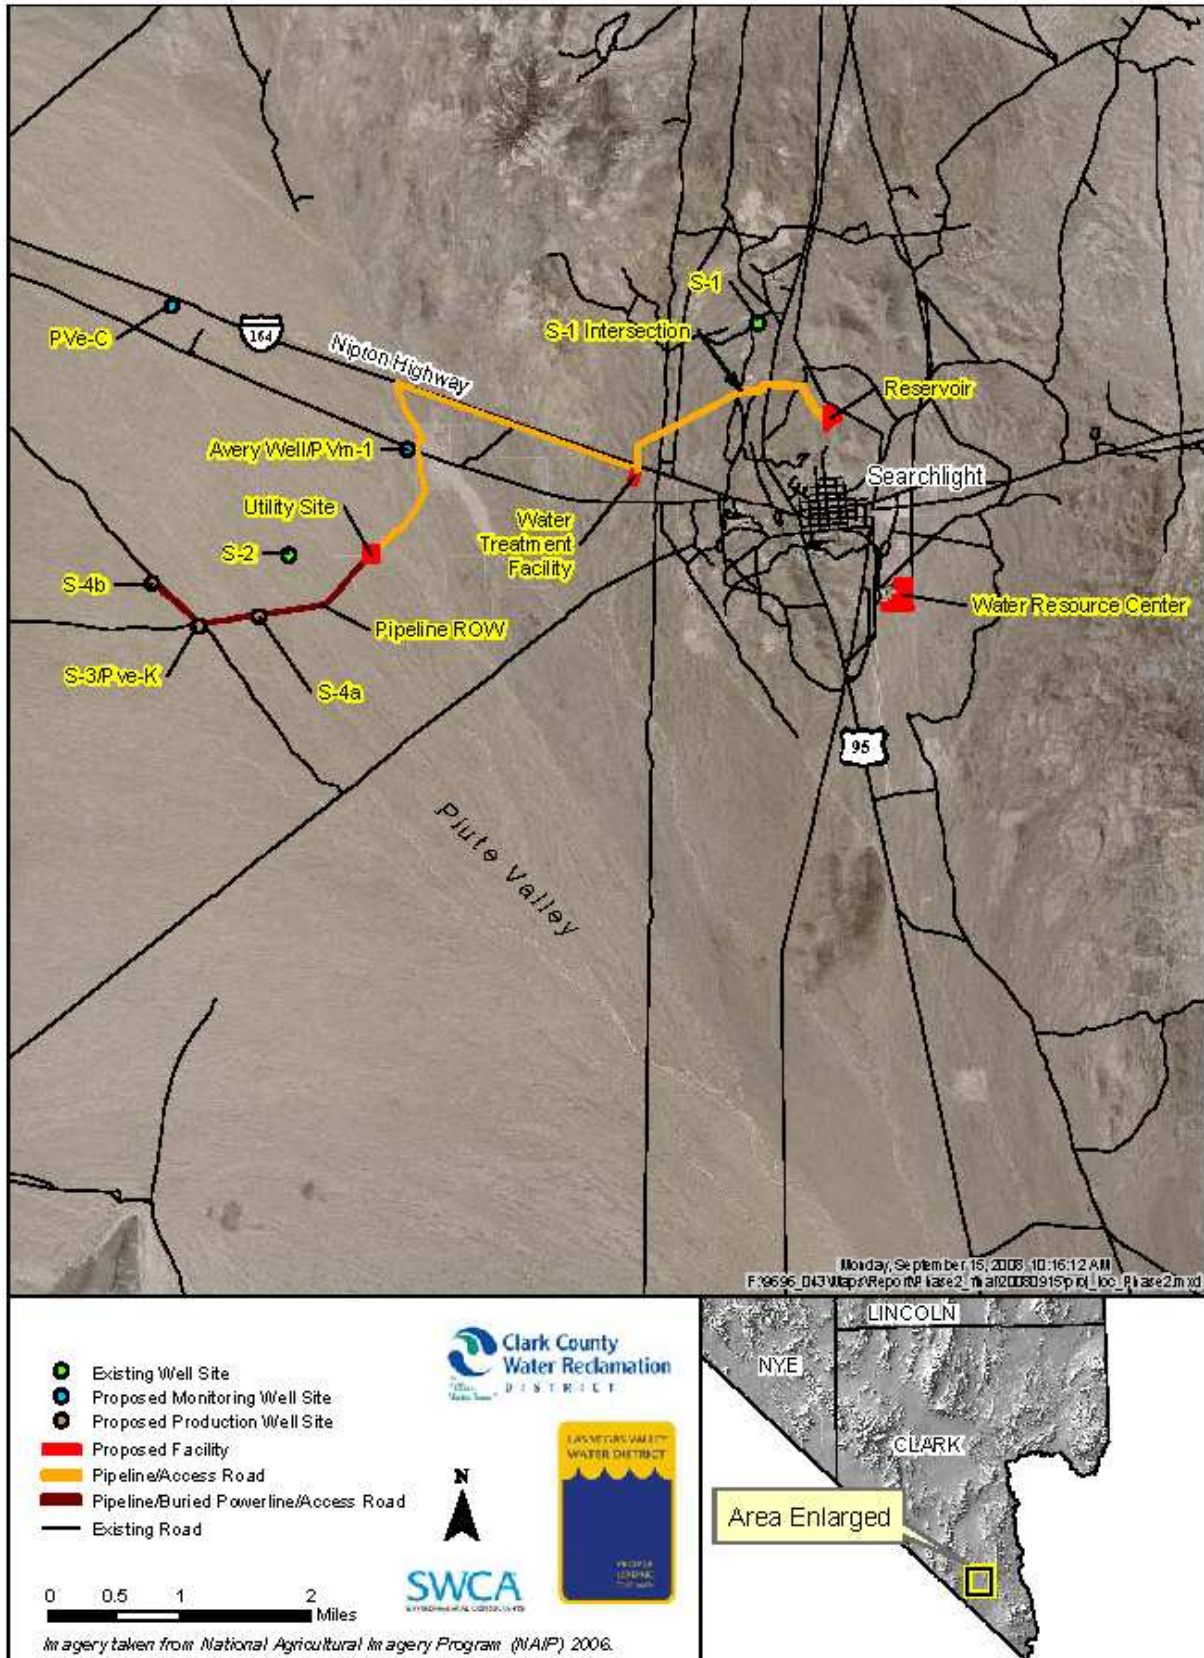 S-1
S-1 Intersection
PVe-C
164
Nipton Highway
Reservoir
Avery Well/PVm-1
Searchlight
Utility Site
Water
Treatment
Facility
S-2
S-4b
Water Resource Center
Pipeline ROW
S-3/Pve-K
S-4a
95
Piute Valley
Monday, September 15, 2008, 10:16:12 AM
Existing Well Site
Proposed Monitoring Well Site
Proposed Production Well Site
Proposed Facility
Pipeline/Access Road
Pipeline/Buried Powerline/Access Road
Existing Road
0 0.5 1 2
Miles
Imagery taken from National Agricultural Imagery Program (NAIP) 2006.
Clark County
Water Reclamation
DISTRICT
N
SWCA
ENVIRONMENTAL CONSULTANTS
LAS VEGAS VALLEY
WATER DISTRICT
LINCOLN
NYE
CLARK
Area Enlarged